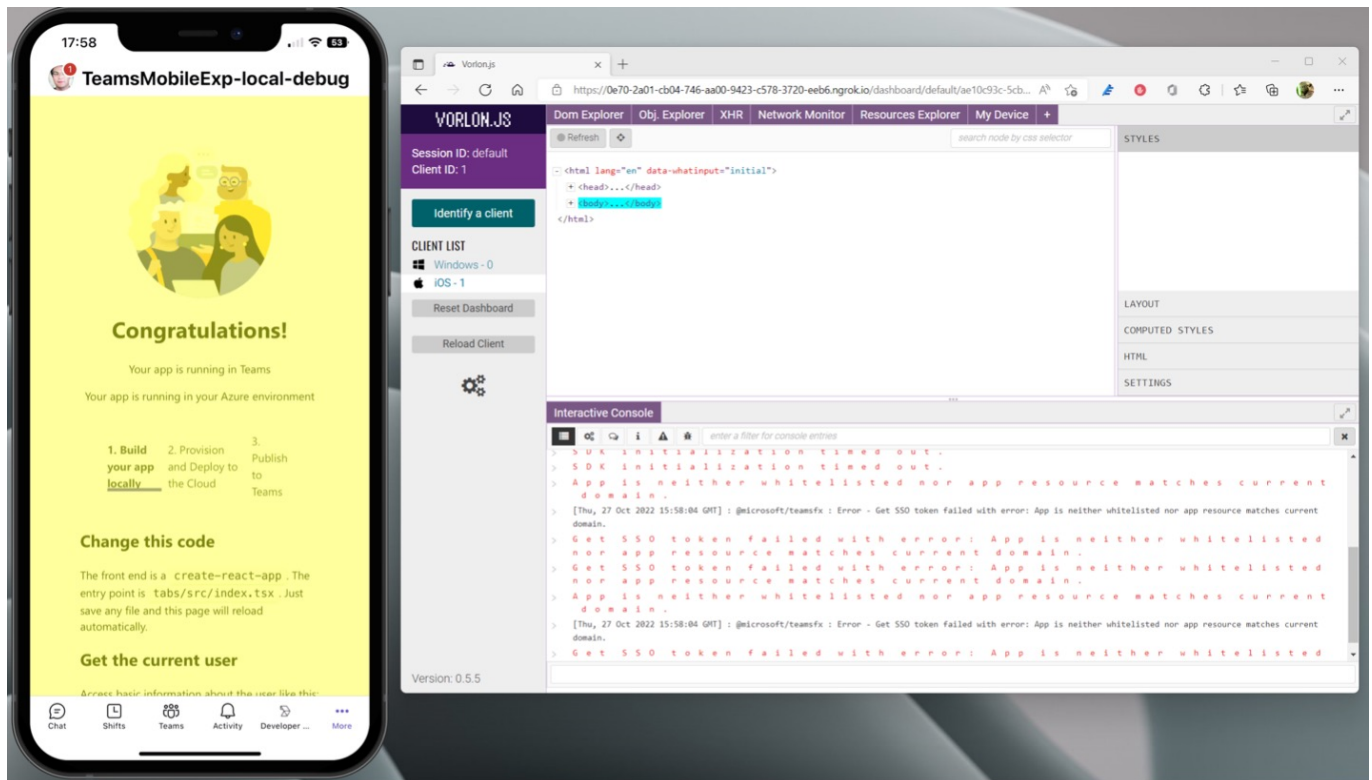 17:58
53
TeamsMobileExp-local-debug
Congratulations!
Your app is running in Teams
Your app is running in your Azure environment
1. Build your app locally
2. Provision and Deploy to the Cloud
3. Publish to Teams
Change this code
The front end is a create-react-app . The
entry point is tabs/src/index.tsx . Just
save any file and this page will reload
automatically.
Get the current user
Access basic information about the user like this:
Chat
Shifts
Teams
Activity
Developer ...
More
Vorlon.js
https://0e70-2a01-cb04-746-aa00-9423-c578-3720-eeb6.ngrok.io/dashboard/default/ae10c93c-5cb...
VORLON.JS
Session ID: default
Client ID: 1
Identify a client
CLIENT LIST
Windows - 0
iOS - 1
Reset Dashboard
Reload Client
Version: 0.5.5
Dom Explorer Obj. Explorer XHR Network Monitor Resources Explorer My Device +
Refresh
search node by css selector
<html lang="en" data-whatinput="initial">
<head>...</head>
<body>...</body>
</html>
STYLES
LAYOUT
COMPUTED STYLES
HTML
SETTINGS
Interactive Console
enter a filter for console entries
> SDK initialization timed out.
> SDK initialization timed out.
> App is neither whitelisted nor app resource matches current
domain.
> [Thu, 27 Oct 2022 15:58:04 GMT] : @microsoft/teamsfx : Error - Get SSO token failed with error: App is neither whitelisted nor app resource matches current
domain.
> Get SSO token failed with error: App is neither whitelisted
nor app resource matches current domain.
> Get SSO token failed with error: App is neither whitelisted
nor app resource matches current domain.
> App is neither whitelisted nor app resource matches current
domain.
> [Thu, 27 Oct 2022 15:58:04 GMT] : @microsoft/teamsfx : Error - Get SSO token failed with error: App is neither whitelisted nor app resource matches current
domain.
> Get SSO token failed with error: App is neither whitelisted